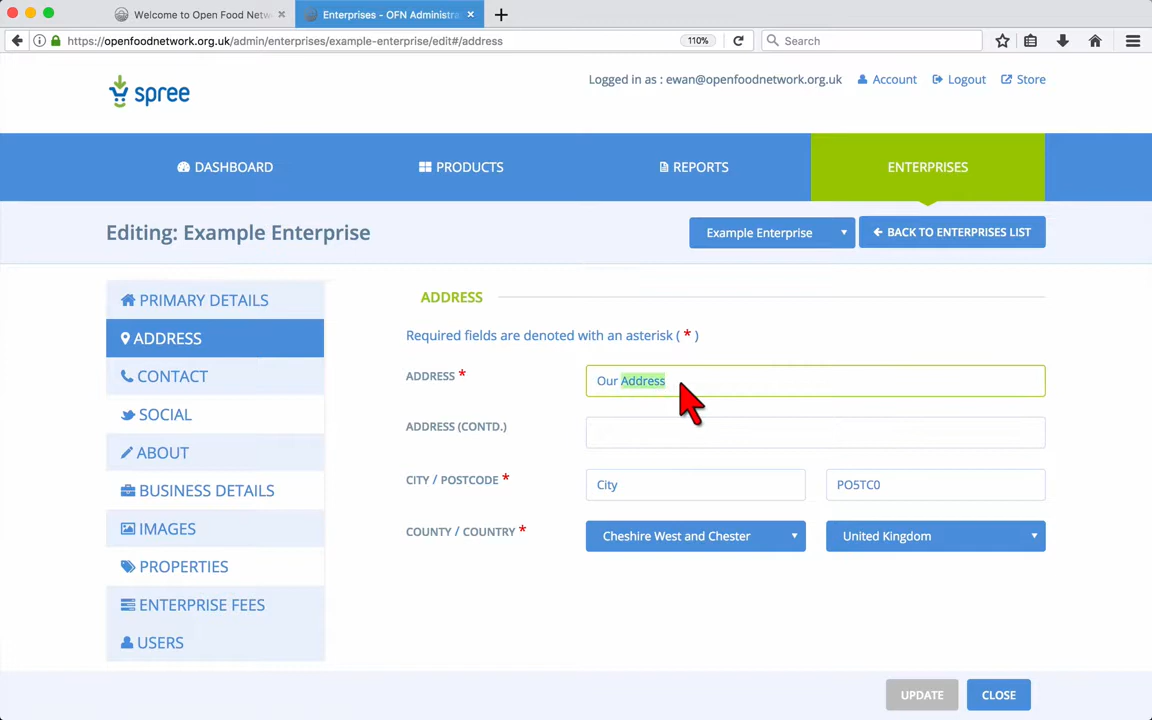 Welcome to Open Food Netw
Enterprises - OFN Administra
https://openfoodnetwork.org.uk/admin/enterprises/example-enterprise/edit#/address
110%
Search
spree
Logged in as : ewan@openfoodnetwork.org.uk
Account
Logout
Store
DASHBOARD
PRODUCTS
REPORTS
ENTERPRISES
Editing: Example Enterprise
Example Enterprise
BACK TO ENTERPRISES LIST
PRIMARY DETAILS
ADDRESS
CONTACT
SOCIAL
ABOUT
BUSINESS DETAILS
IMAGES
PROPERTIES
ENTERPRISE FEES
USERS
ADDRESS
Required fields are denoted with an asterisk ( * )
ADDRESS *
Our Address
ADDRESS (CONTD.)
CITY / POSTCODE *
City
PO5TC0
COUNTY / COUNTRY *
Cheshire West and Chester
United Kingdom
UPDATE
CLOSE